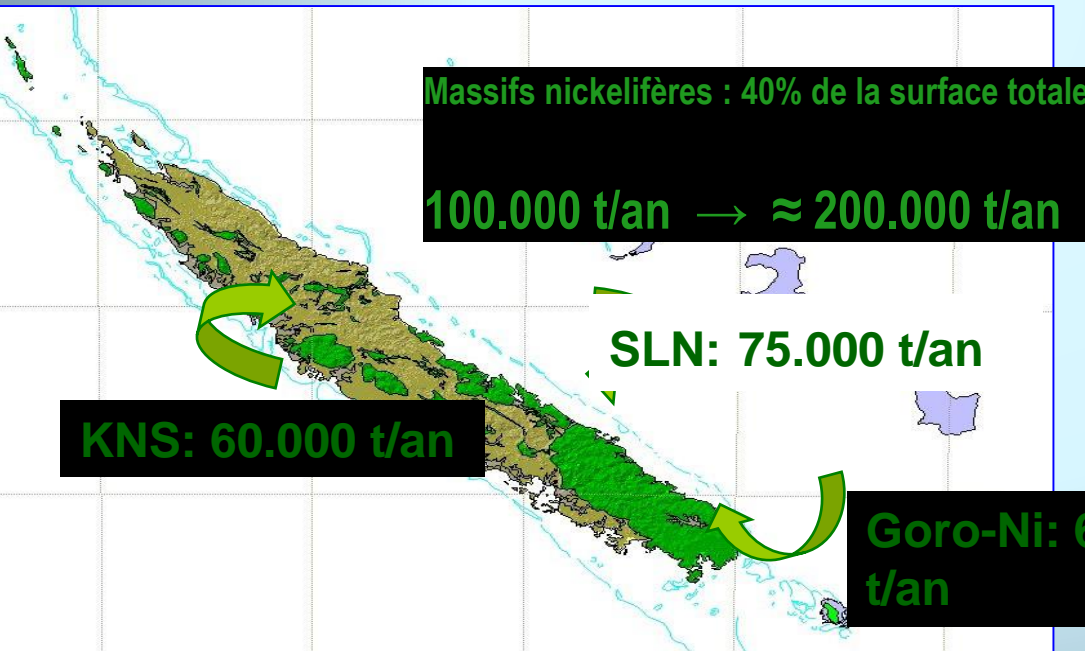 Massifs nickelifères : 40% de la surface totale
100.000 t/an → ≈ 200.000 t/an
SLN: 75.000 t/an
KNS: 60.000 t/an
Goro-Ni:
t/an